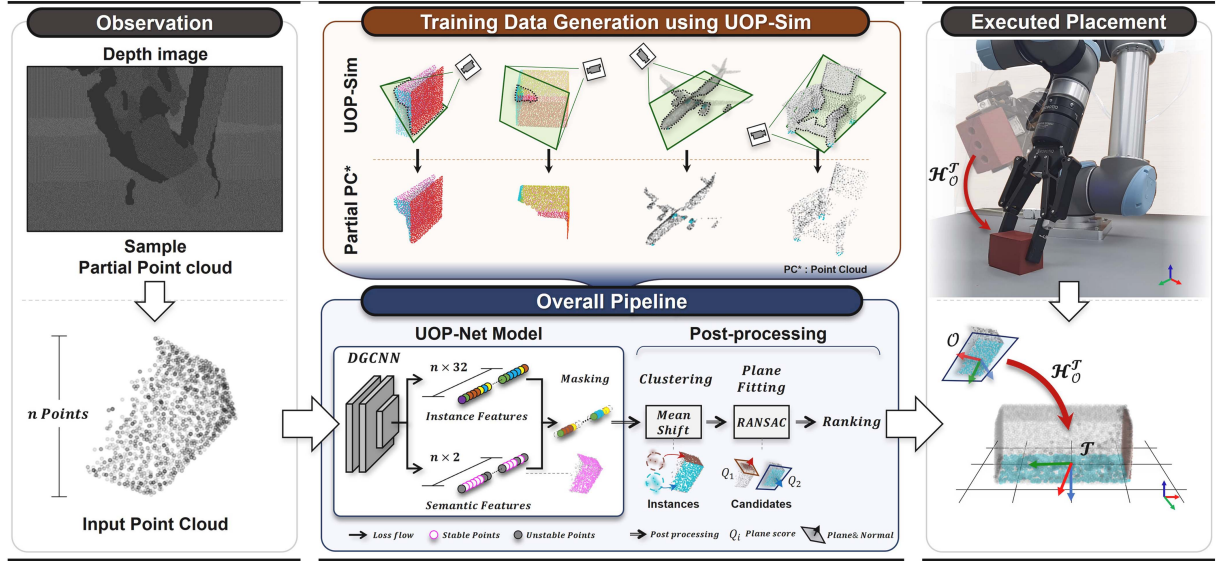 Observation
Depth image
Sample
Partial Point cloud
n Points
Input Point Cloud
Training Data Generation using UOP-Sim
UOP-Sim
Partial PC*
PC* : Point Cloud
Overall Pipeline
UOP-Net Model
DGCNN
n × 32
Instance Features
n × 2
Semantic Features
Masking
Post-processing
Clustering
Mean
Shift
Instances
Plane
Fitting
RANSAC
Q₁
Q₂
Candidates
Ranking
Loss flow
Stable Points
Unstable Points
Post processing
Qᵢ Plane score
Plane& Normal
Executed Placement
𝓗_𝒪^𝒯
𝒪
𝓗_𝒪^𝒯
𝒯